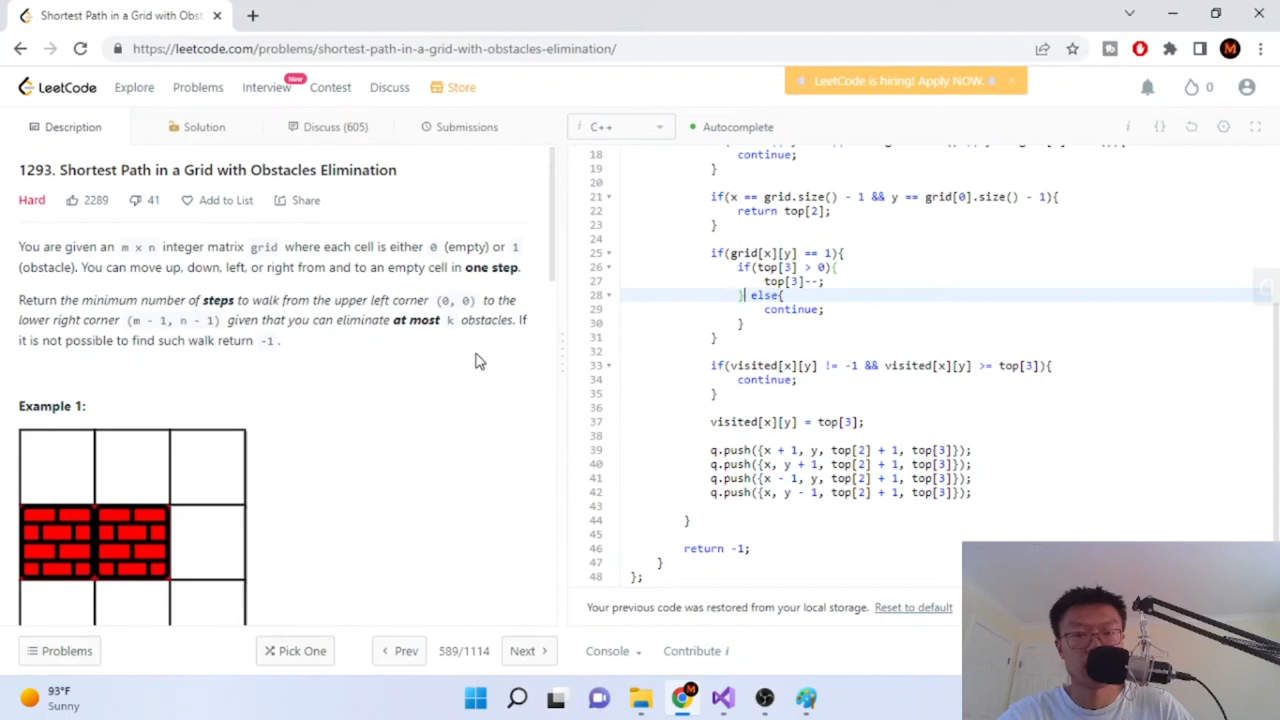 Shortest Path in a Grid with Obst
https://leetcode.com/problems/shortest-path-in-a-grid-with-obstacles-elimination/
M
LeetCode
Explore
Problems
Interview
New
Contest
Discuss
Store
LeetCode is hiring! Apply NOW.
0
Description
Solution
Discuss (605)
Submissions
i C++
Autocomplete
1293. Shortest Path in a Grid with Obstacles Elimination
Hard
2289
41
Add to List
Share
You are given an m x n integer matrix grid where each cell is either 0 (empty) or 1
(obstacle). You can move up, down, left, or right from and to an empty cell in one step.
Return the minimum number of steps to walk from the upper left corner (0, 0) to the
lower right corner (m - 1, n - 1) given that you can eliminate at most k obstacles. If
it is not possible to find such walk return -1.
Example 1:
18 continue;
19 }
20
21 if(x == grid.size() - 1 && y == grid[0].size() - 1){
22 return top[2];
23 }
24
25 if(grid[x][y] == 1){
26 if(top[3] > 0){
27 top[3]--;
28 } else{
29 continue;
30 }
31 }
32
33 if(visited[x][y] != -1 && visited[x][y] >= top[3]){
34 continue;
35 }
36
37 visited[x][y] = top[3];
38
39 q.push({x + 1, y, top[2] + 1, top[3]});
40 q.push({x, y + 1, top[2] + 1, top[3]});
41 q.push({x - 1, y, top[2] + 1, top[3]});
42 q.push({x, y - 1, top[2] + 1, top[3]});
43
44 }
45
46 return -1;
47 }
48 };
Your previous code was restored from your local storage. Reset to default
Problems
Pick One
Prev
589/1114
Next
Console
Contribute i
93°F
Sunny